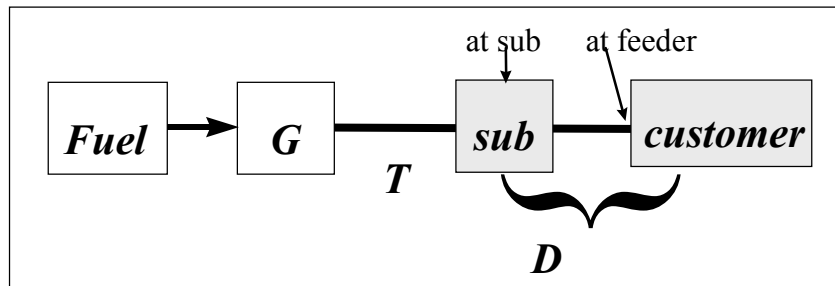 at sub
at feeder
Fuel
G
sub
customer
T
D